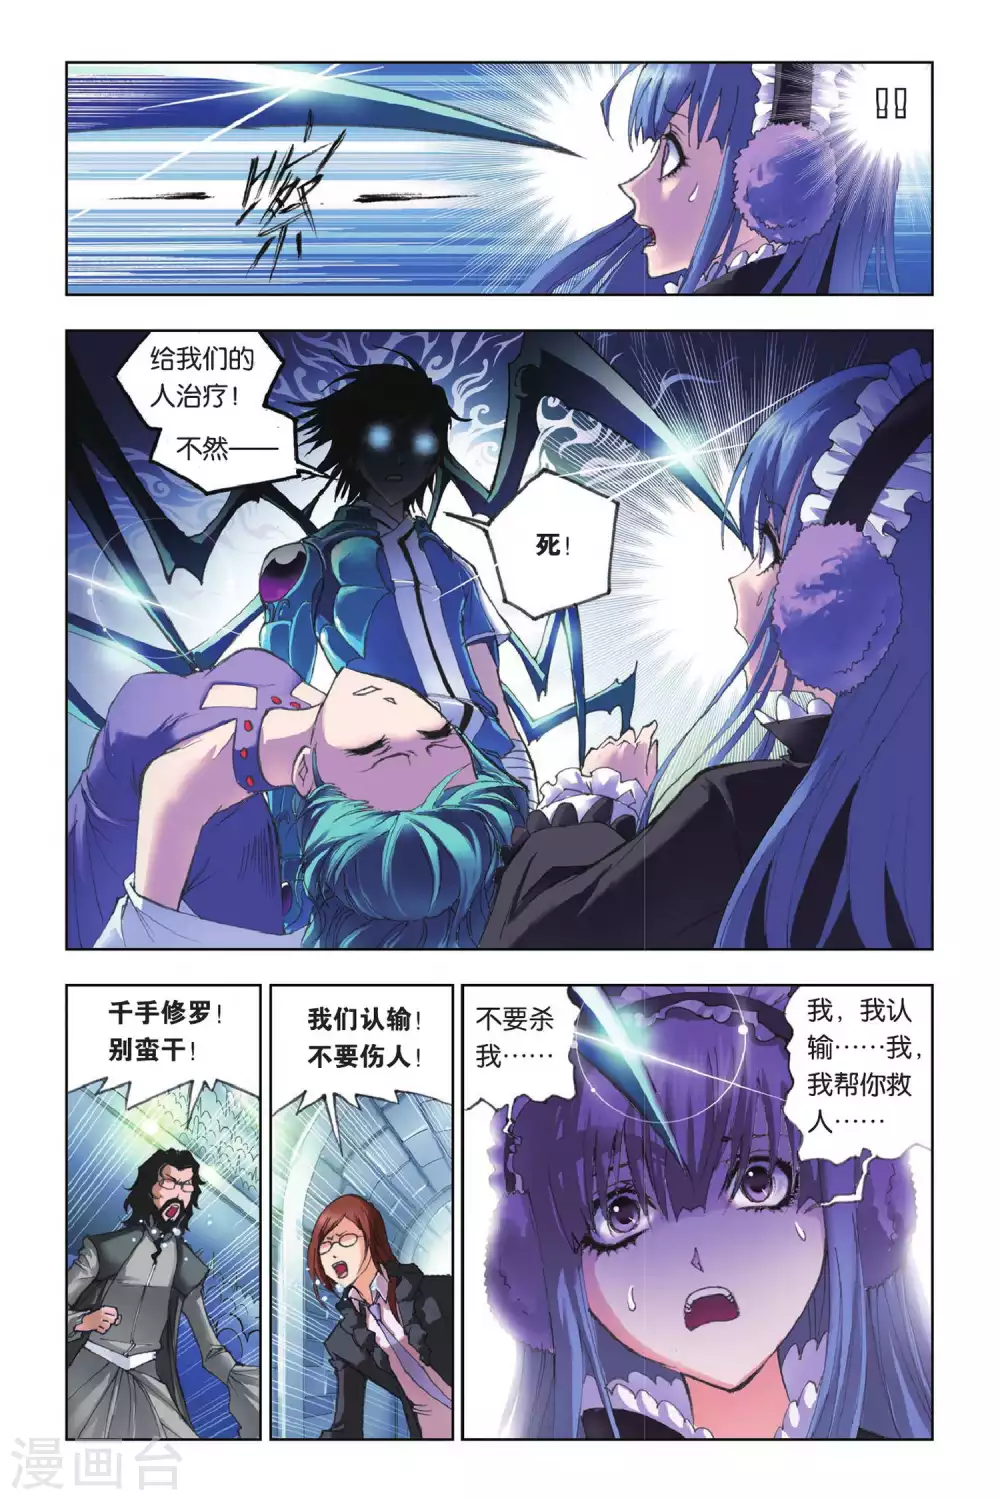 !!
嚓
给我们的
人治疗！
不然——
死！
千手修罗！
别蛮干！
我们认输！
不要伤人！
不要杀
我……
我，我认
输……我，
我帮你救
人……
漫画台